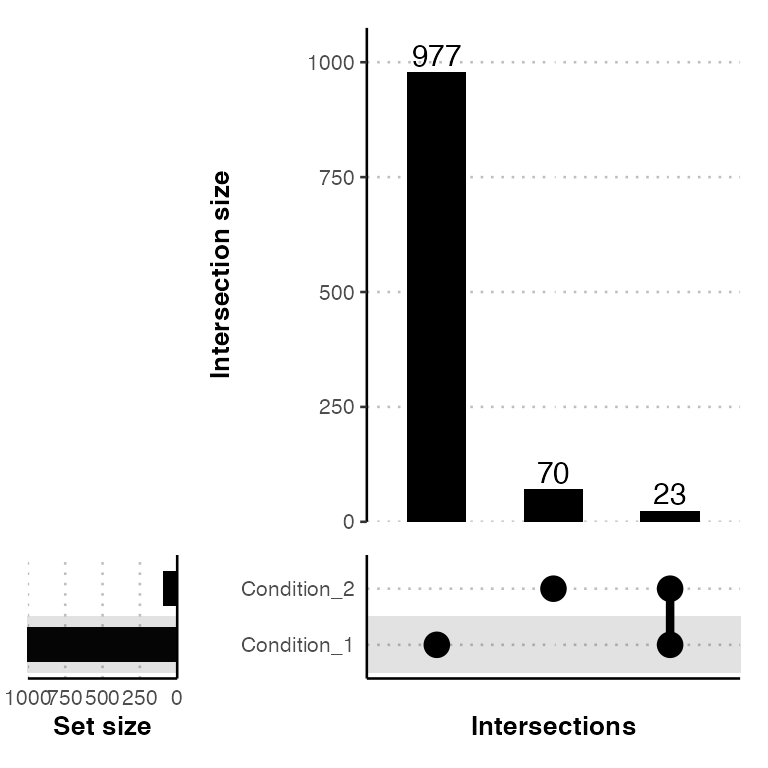 977
1000
750
500
250
0
70
23
Intersection size
Condition_2
Condition_1
1000 750 500 250 0
Set size
Intersections